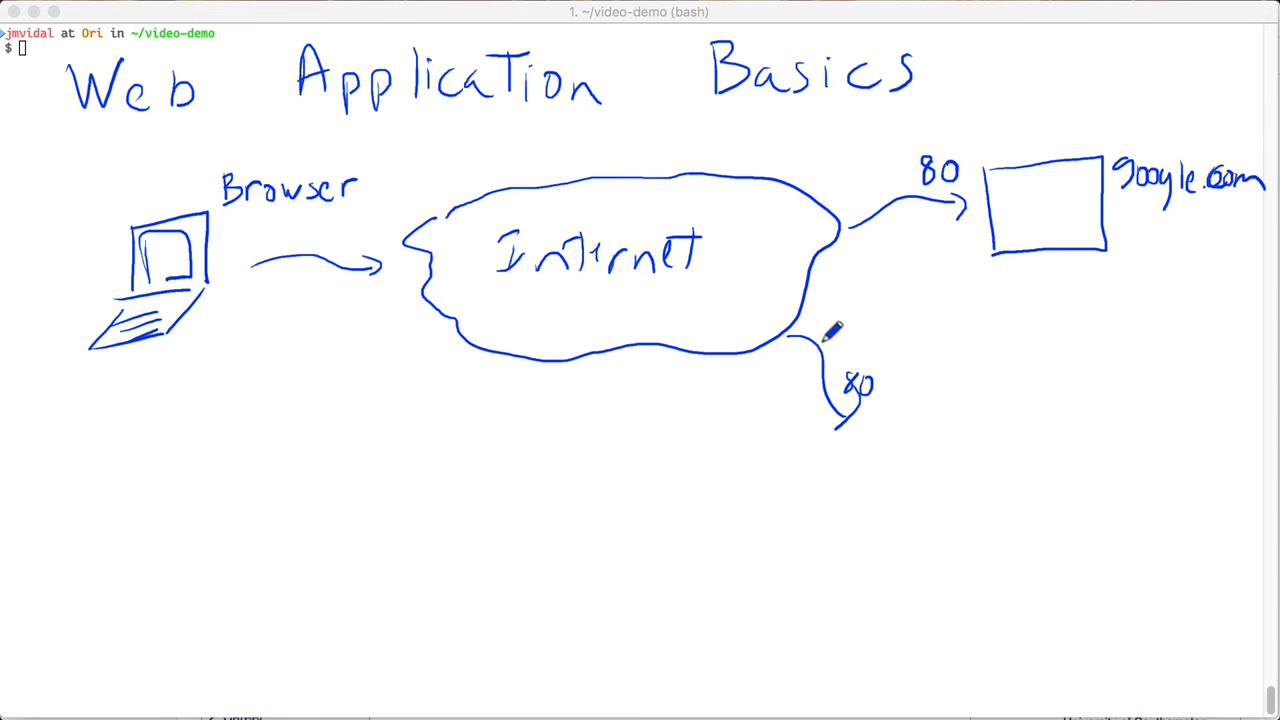 1. ~/video-demo (bash)
jmvidal at Ori in ~/video-demo
$
Web Application Basics
Browser
Internet
80
google.com
80